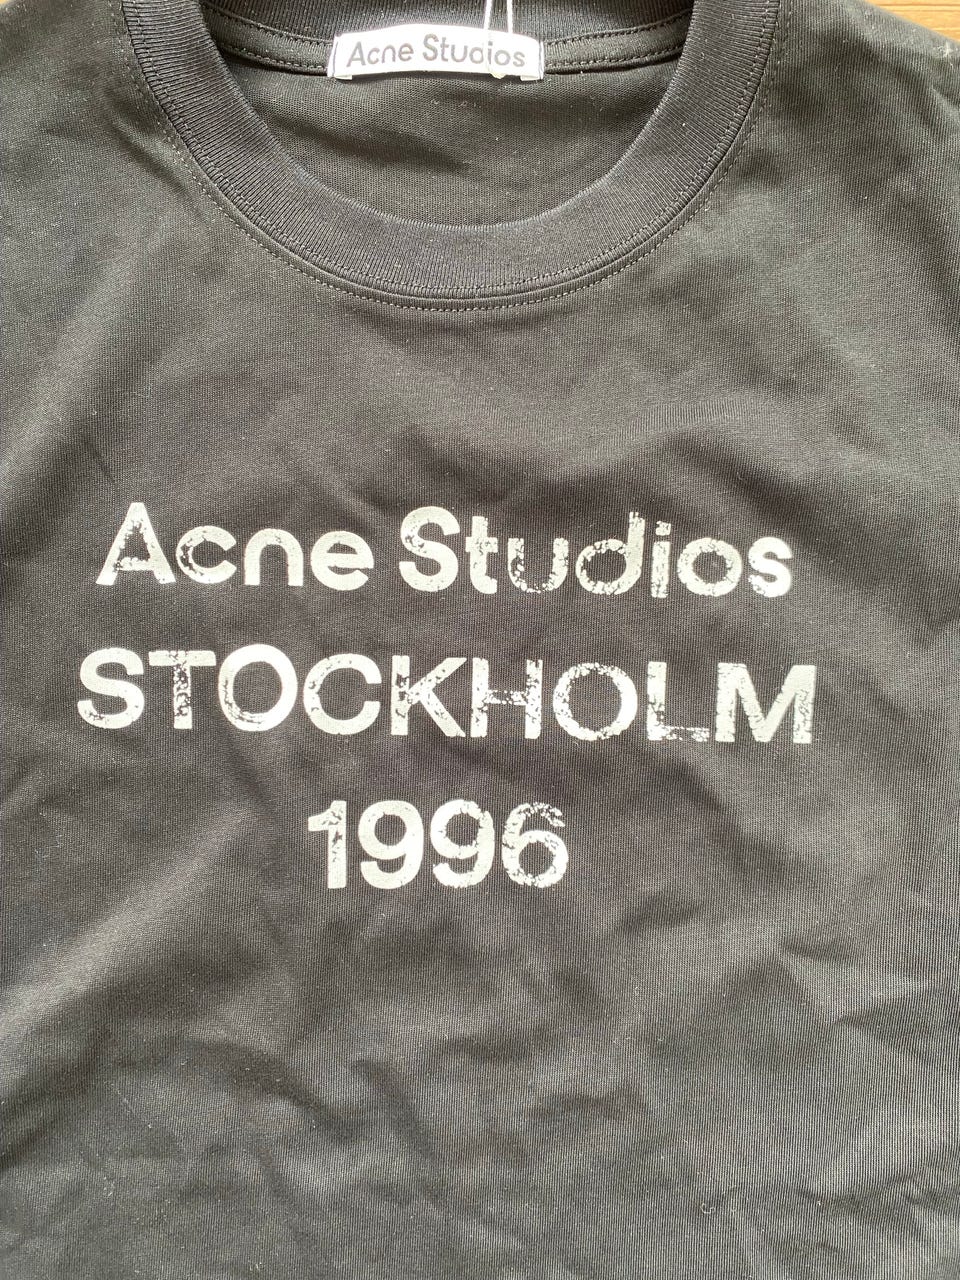 Acne Studios
Acne Studios
STOCKHOLM
1996